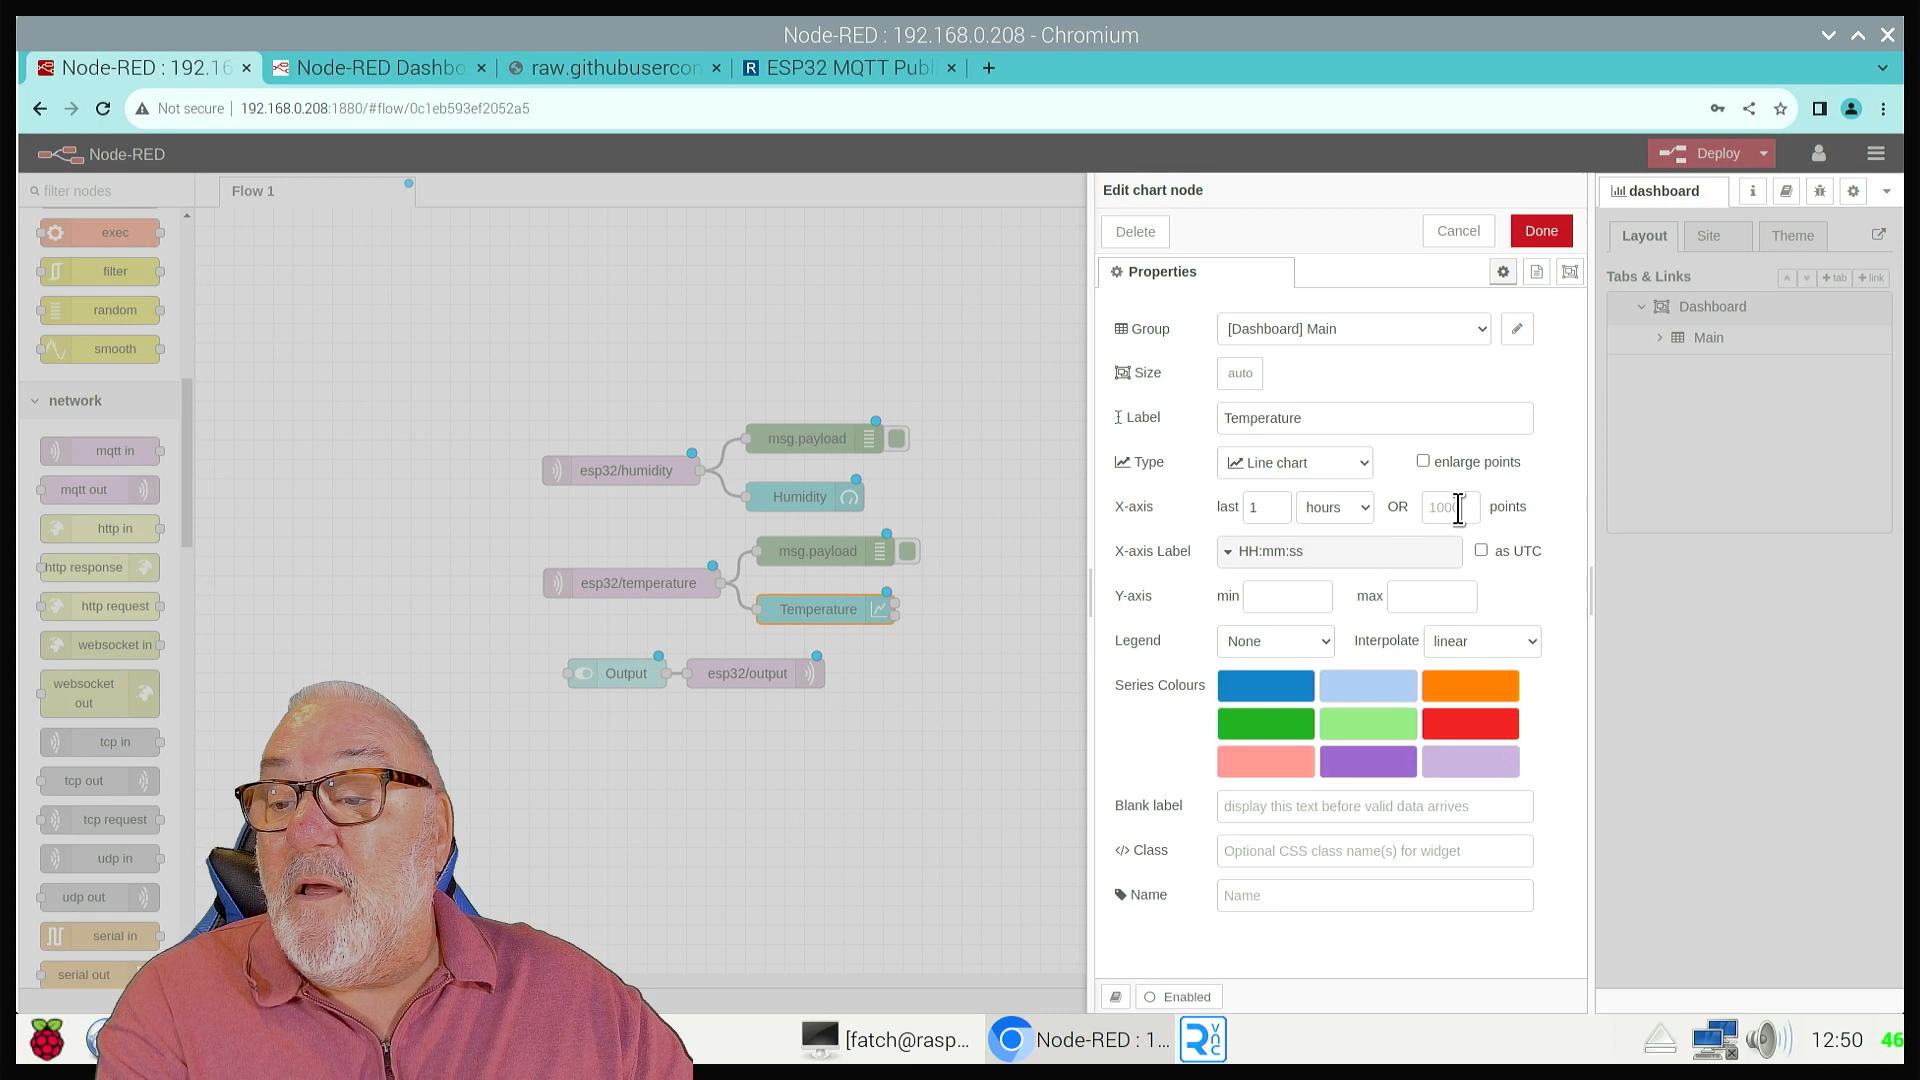 Node-RED : 192.168.0.208 - Chromium
Node-RED : 192.16
Node-RED Dashbo
raw.githubusercon
ESP32 MQTT Publ
Not secure
192.168.0.208:1880/#flow/0c1eb593ef2052a5
Node-RED
Deploy
filter nodes
Flow 1
exec
filter
random
smooth
network
mqtt in
mqtt out
http in
http response
http request
websocket in
websocket
out
tcp in
tcp out
tcp request
udp in
udp out
serial in
serial out
esp32/humidity
msg.payload
Humidity
esp32/temperature
msg.payload
Temperature
Output
esp32/output
Edit chart node
Delete
Cancel
Done
Properties
Group
[Dashboard] Main
Size
auto
Label
Temperature
Type
Line chart
enlarge points
X-axis
last
1
hours
OR
1000
points
X-axis Label
HH:mm:ss
as UTC
Y-axis
min
max
Legend
None
Interpolate
linear
Series Colours
Blank label
display this text before valid data arrives
Class
Optional CSS class name(s) for widget
Name
Name
Enabled
dashboard
Layout
Site
Theme
Tabs & Links
tab
link
Dashboard
Main
[fatch@rasp...
Node-RED : 1...
VNC
12:50
46